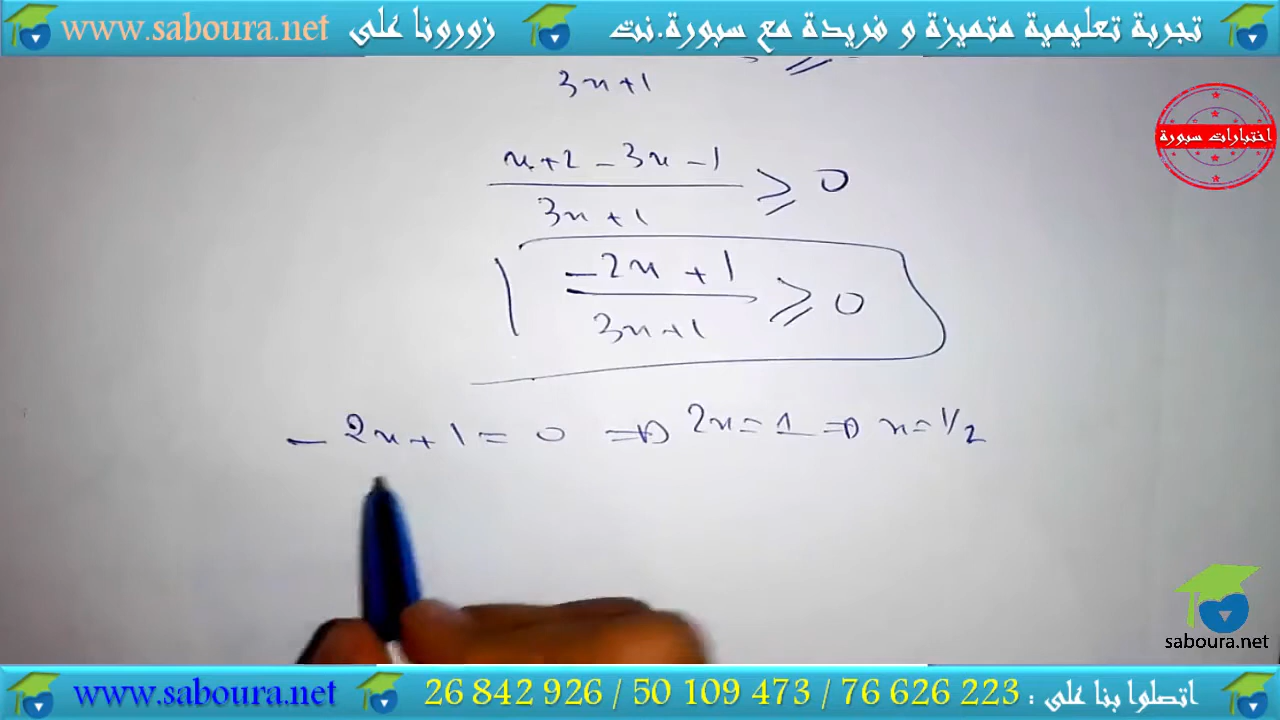 تجربة تعليمية متميزة و فريدة مع سبورة.نت زورونا على www.saboura.net
3x+1
اختبارات سبورة
x+2-3x-1 ≥ 0
3x+1
-2x+1 ≥ 0
3x+1
-2x+1=0 ⇒ 2x=1 ⇒ x=1/2
saboura.net
اتصلوا بنا على : 26 842 926 / 50 109 473 / 76 626 223 www.saboura.net